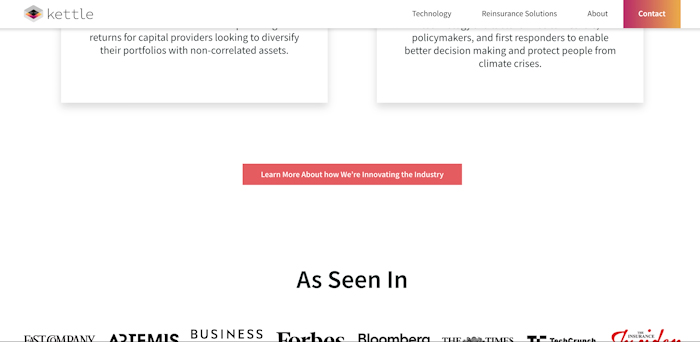 kettle
Technology
Reinsurance Solutions
About
Contact
returns for capital providers looking to diversify
their portfolios with non-correlated assets.
policymakers, and first responders to enable
better decision making and protect people from
climate crises.
Learn More About how We're Innovating the Industry
As Seen In
FAST COMPANY
ARTEMIS
BUSINESS
Forbes
Bloomberg
THE TIMES
TechCrunch
THE INSURANCE
Insider